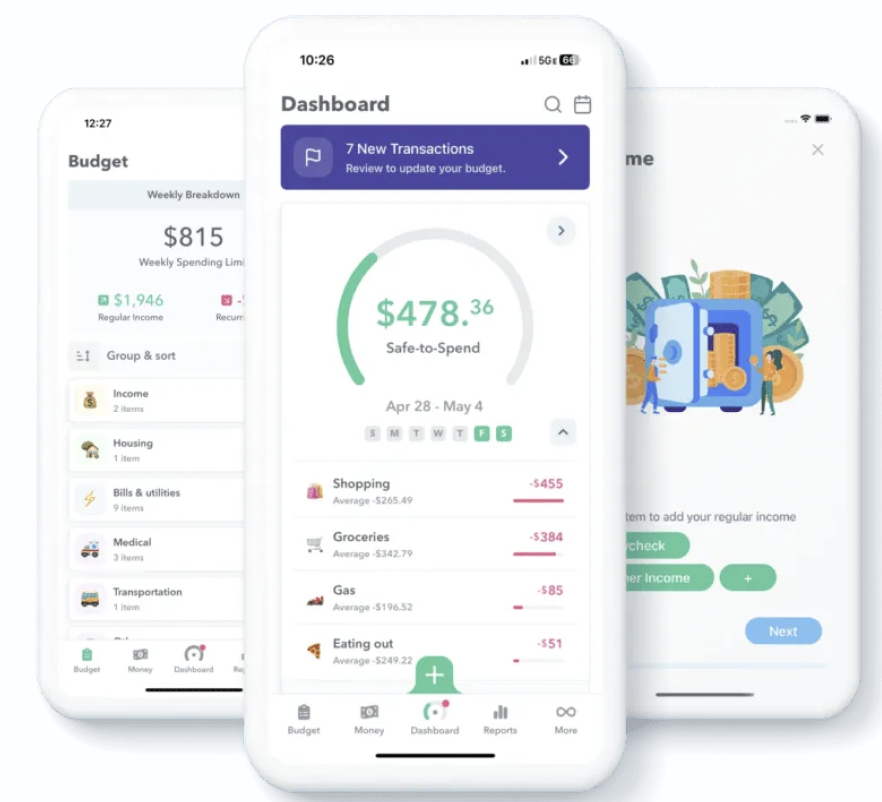 12:27
Budget
Weekly Breakdown
$815
Weekly Spending Limi
$1,946
Regular Income
Recurri
Group & sort
Income
2 items
Housing
1 item
Bills & utilities
9 items
Medical
3 items
Transportation
1 item
Budget
Money
Dashboard
10:26
5GE 66
Dashboard
7 New Transactions
Review to update your budget.
$478.36
Safe-to-Spend
Apr 28 - May 4
S M T W T F S
Shopping -$455
Average -$265.49
Groceries -$384
Average -$342.79
Gas -$85
Average -$196.52
Eating out -$51
Average -$249.22
+
Budget Money Dashboard Reports More
me
tem to add your regular income
check
er Income
+
Next